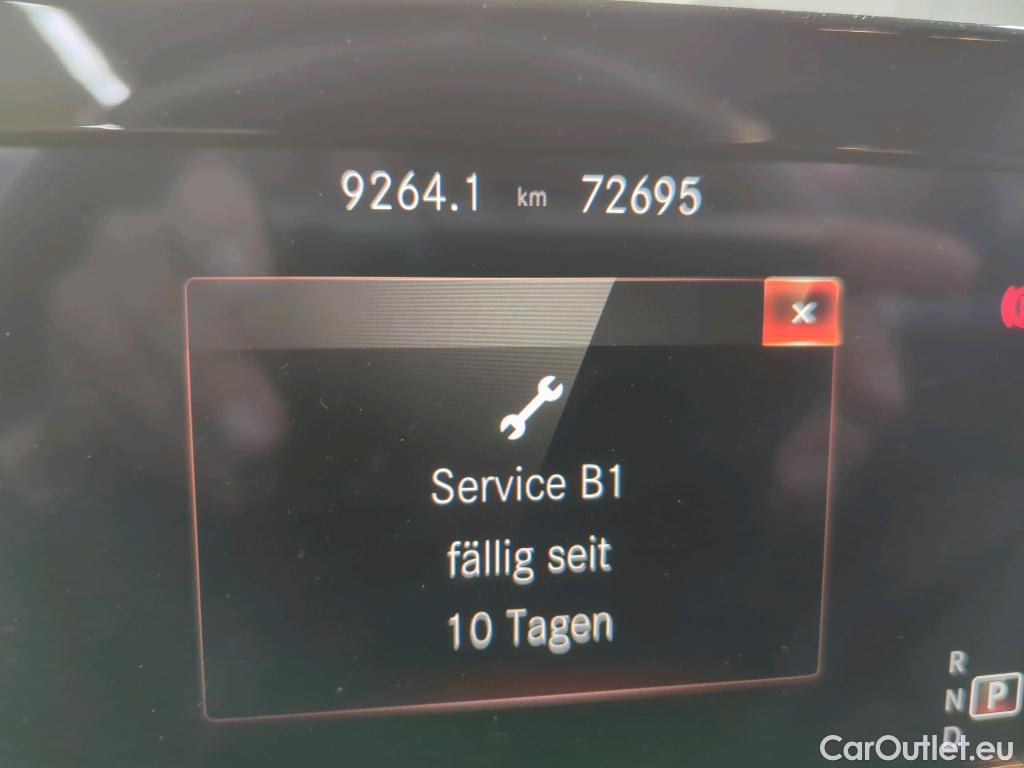 9264.1 km 72695
×
Service B1
fällig seit
10 Tagen
R
N P
D
CarOutlet.eu